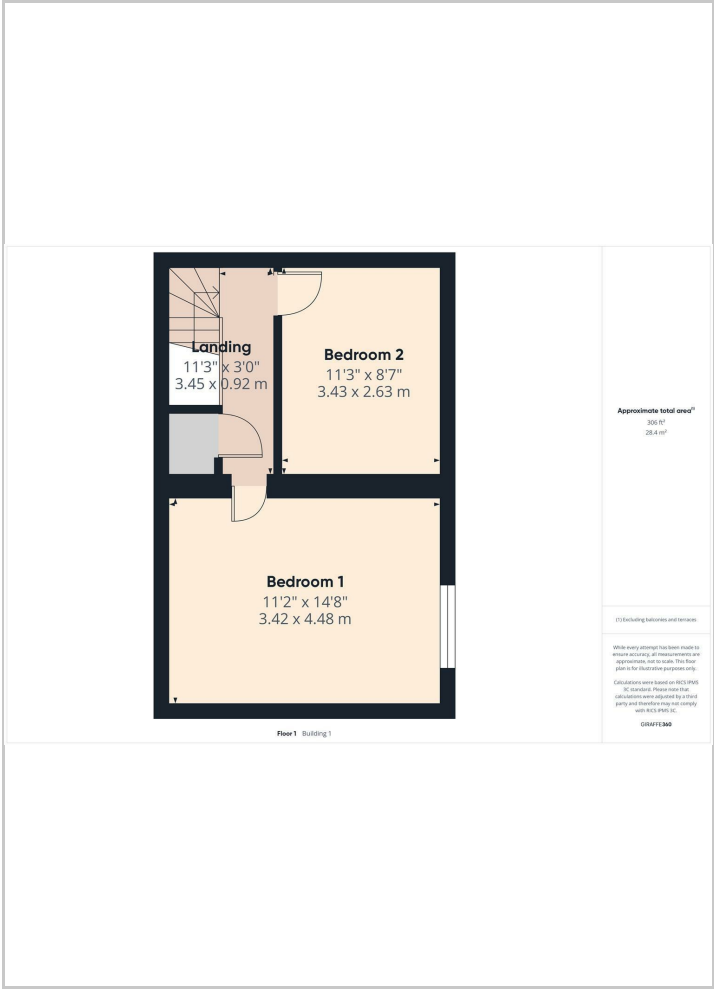 Landing
11'3" x 3'0"
3.45 x 0.92 m
Bedroom 2
11'3" x 8'7"
3.43 x 2.63 m
Bedroom 1
11'2" x 14'8"
3.42 x 4.48 m
Floor 1 Building 1
Approximate total area⁽¹⁾
306 ft²
28.4 m²
(1) Excluding balconies and terraces
While every attempt has been made to
ensure accuracy, all measurements are
approximate, not to scale. This floor
plan is for illustrative purposes only.
Calculations were based on RICS IPMS
3C standard. Please note that
calculations were adjusted by a third
party and therefore may not comply
with RICS IPMS 3C.
GIRAFFE360